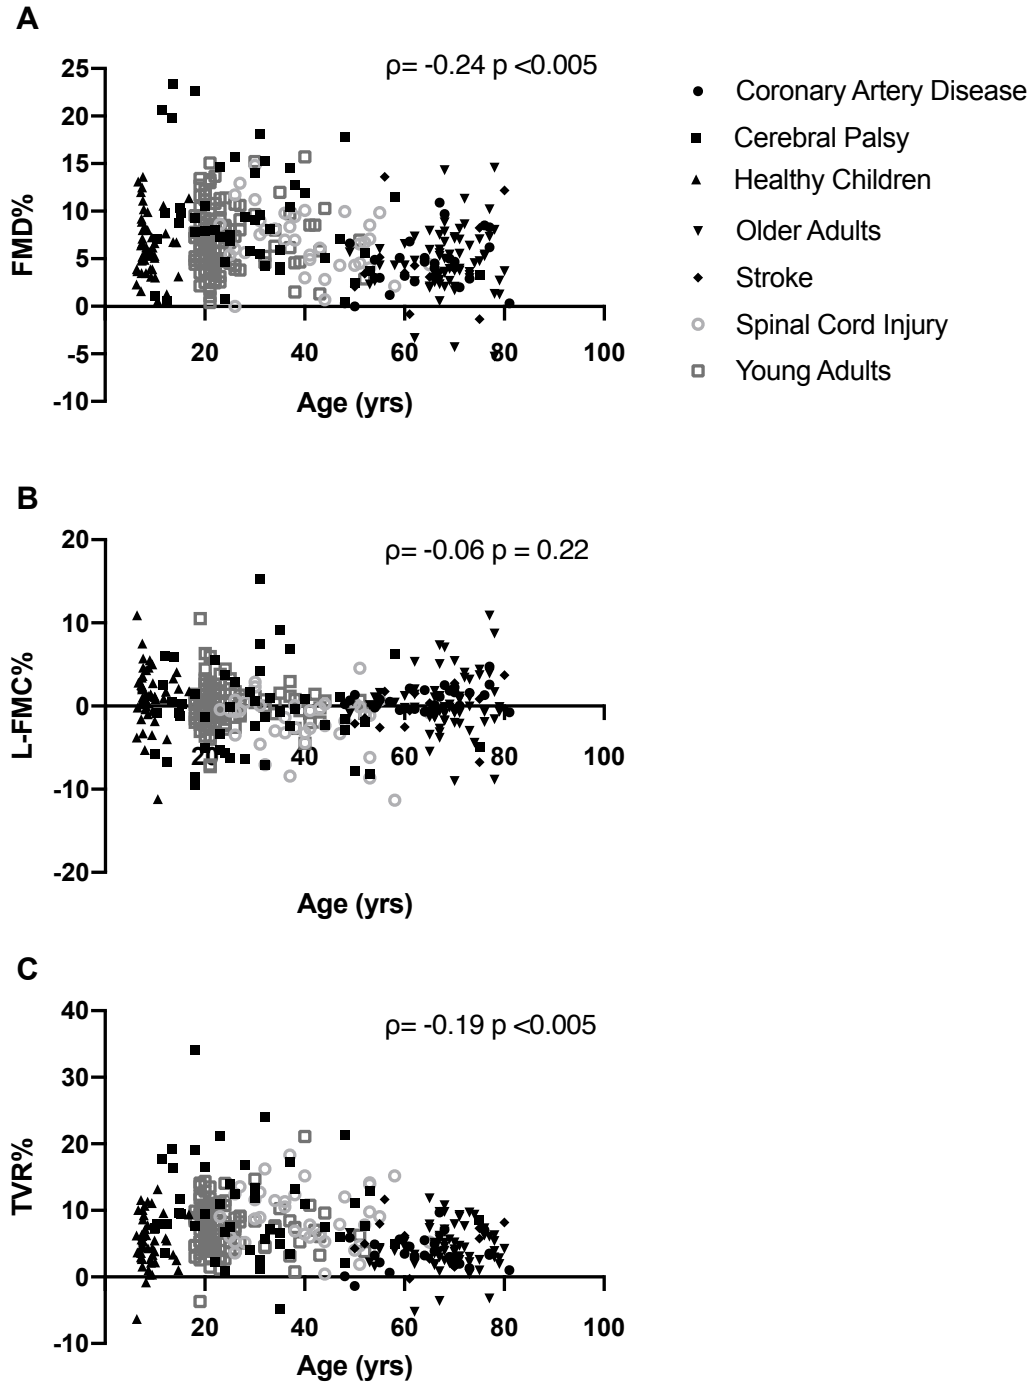 A
ρ= -0.24 p <0.005
25
20
15
10
5
0
-5
-10
FMD%
20 40 60 80 100
Age (yrs)
Coronary Artery Disease
Cerebral Palsy
Healthy Children
Older Adults
Stroke
Spinal Cord Injury
Young Adults
B
ρ= -0.06 p = 0.22
20
10
0
-10
-20
L-FMC%
20 40 60 80 100
Age (yrs)
C
ρ= -0.19 p <0.005
40
30
20
10
0
-10
TVR%
20 40 60 80 100
Age (yrs)